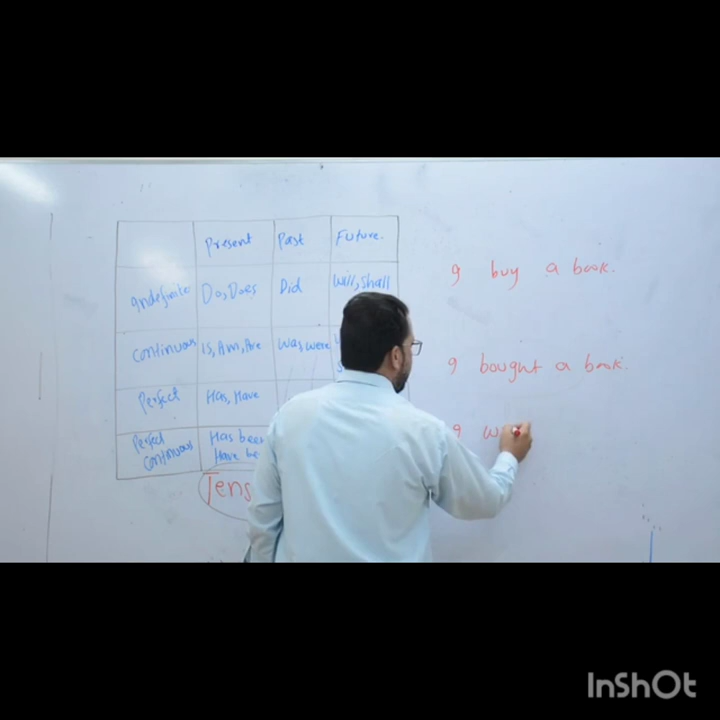 Present Past Future.
Indefinite Do, Does Did Will, Shall
Continuous Is, Am, Are Was, were
Perfect Has, Have
Perfect Continuous Has been Have be
Tens
I buy a book.
I bought a book.
I w
InShOt